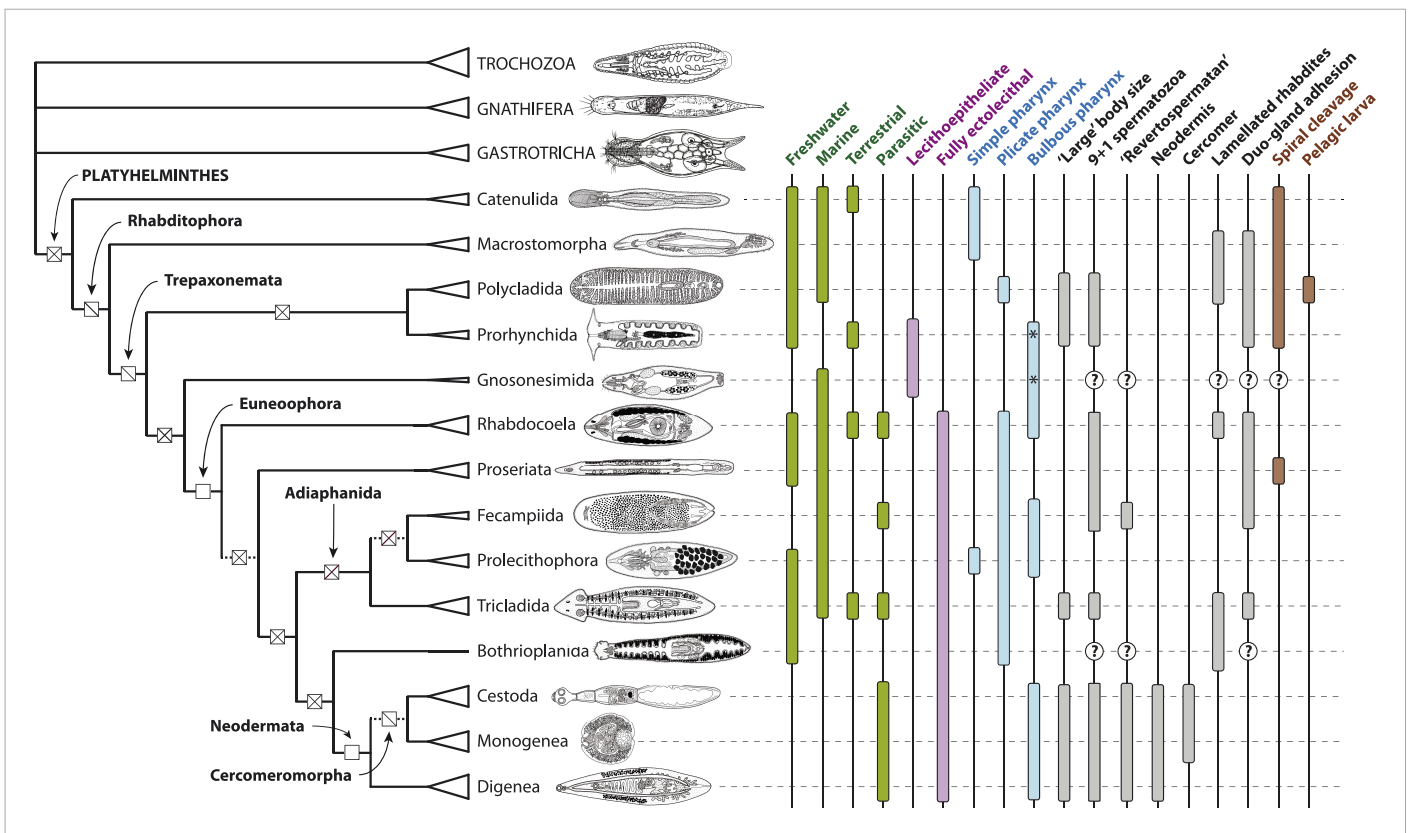 TROCHOZOA
GNATHIFERA
GASTROTRICHA
PLATYHELMINTHES
Catenulida
Rhabditophora
Macrostomorpha
Trepaxonemata
Polycladida
Prorhynchida
Gnosonesimida
Euneoophora
Rhabdocoela
Proseriata
Adiaphanida
Fecampiida
Prolecithophora
Tricladida
Bothrioplanida
Cestoda
Neodermata
Monogenea
Cercomeromorpha
Digenea
Freshwater
Marine
Terrestrial
Parasitic
Lecithoepitheliate
Fully ectolecithal
Simple pharynx
Plicate pharynx
Bulbous pharynx
‘Large’ body size
9+1 spermatozoa
‘Revertospermatan’
Neodermis
Cercomer
Lamellated rhabdites
Duo-gland adhesion
Spiral cleavage
Pelagic larva
*
*
? ? ? ? ?
? ? ?